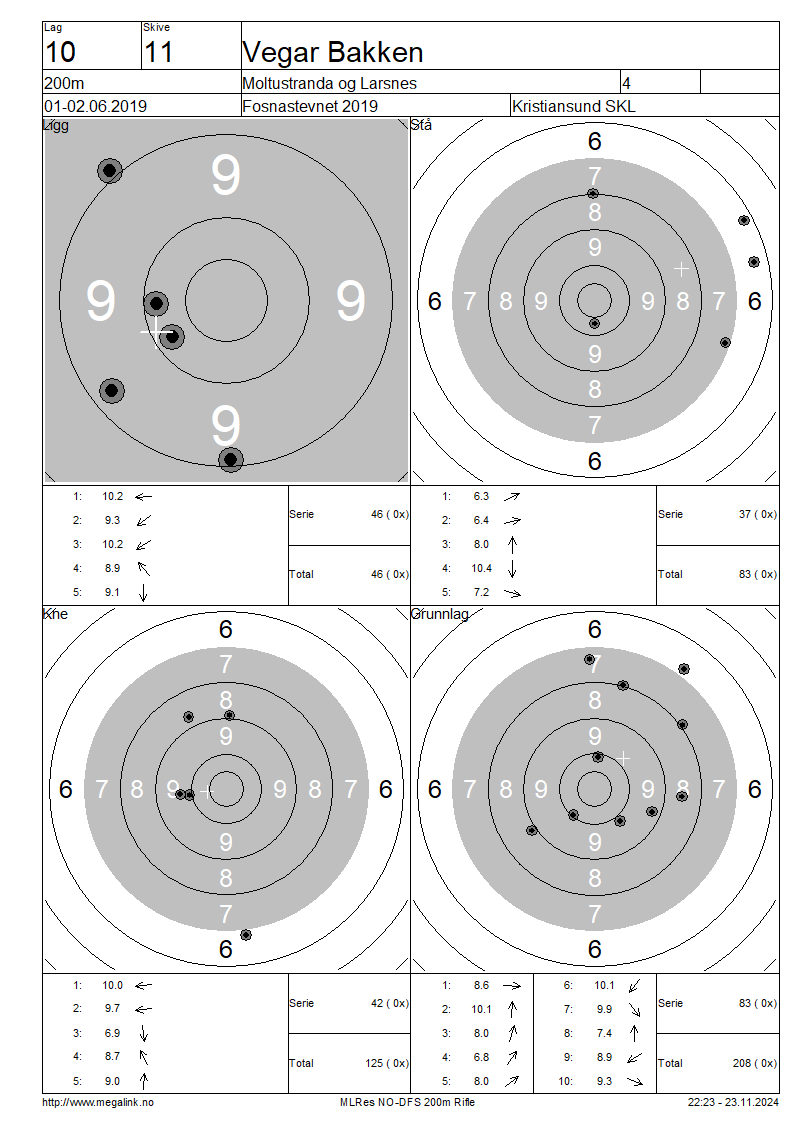 Lag Skive
10 11 Vegar Bakken
200m Moltustranda og Larsnes 4
01-02.06.2019 Fosnastevnet 2019 Kristiansund SKL
Ligg Stå
6
9 7
8
9
9 9 6 7 8 9 9 8 7 6
9
8
9 7
6
1: 10.2 1: 6.3
2: 9.3 Serie 46 ( 0x) 2: 6.4 Serie 37 ( 0x)
3: 10.2 3: 8.0
4: 8.9 Total 46 ( 0x) 4: 10.4 Total 83 ( 0x)
5: 9.1 5: 7.2
Kne Grunnlag
6 6
7 7
8 8
9 9
6 7 8 9 9 8 7 6 6 7 8 9 9 8 7 6
9 9
8 8
7 7
6 6
1: 10.0 1: 8.6 6: 10.1
2: 9.7 Serie 42 ( 0x) 2: 10.1 7: 9.9 Serie 83 ( 0x)
3: 6.9 3: 8.0 8: 7.4
4: 8.7 Total 125 ( 0x) 4: 6.8 9: 8.9 Total 208 ( 0x)
5: 9.0 5: 8.0 10: 9.3
http://www.megalink.no MLRes NO-DFS 200m Rifle 22:23 - 23.11.2024